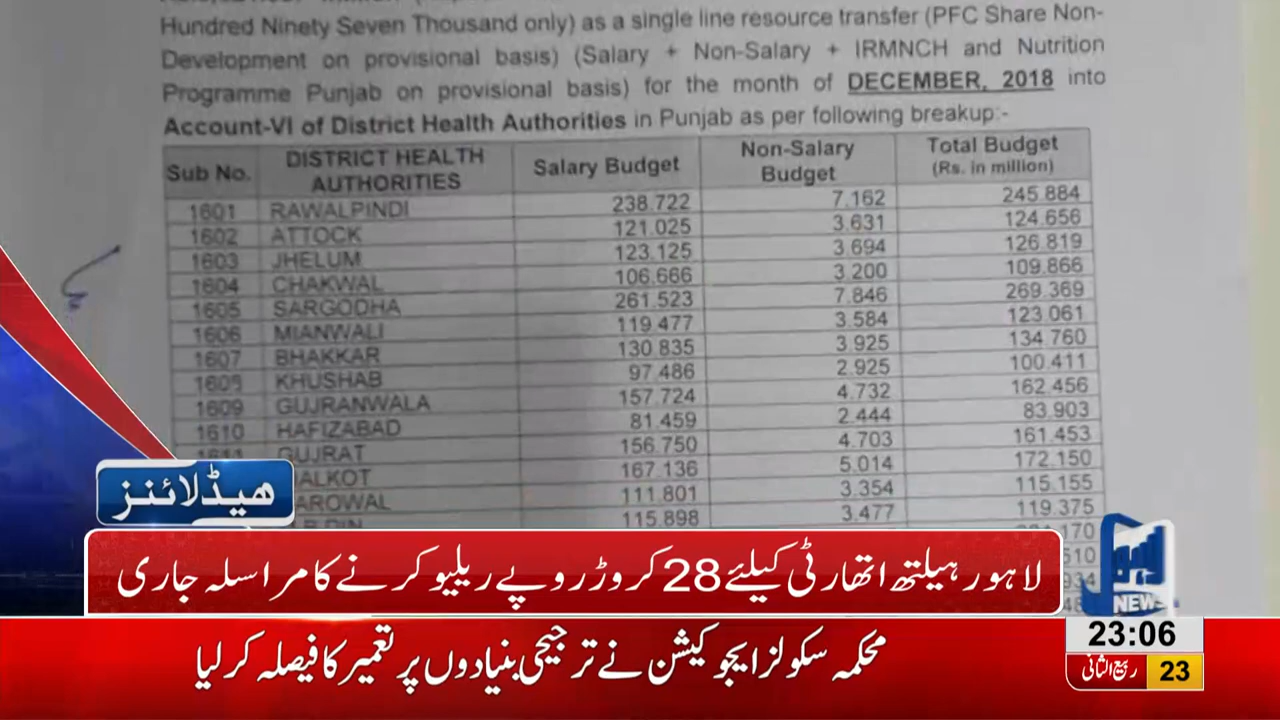 Hundred Ninety Seven Thousand only) as a single line resource transfer (PFC Share Non-
Development on provisional basis) (Salary + Non-Salary + IRMNCH and Nutrition
Programme Punjab on provisional basis) for the month of DECEMBER, 2018 into
Account-VI of District Health Authorities in Punjab as per following breakup:-
Sub No. DISTRICT HEALTH AUTHORITIES Salary Budget Non-Salary Budget Total Budget (Rs. in million)
1601 RAWALPINDI 238.722 7.162 245.884
1602 ATTOCK 121.025 3.631 124.656
1603 JHELUM 123.125 3.694 126.819
1604 CHAKWAL 106.666 3.200 109.866
1605 SARGODHA 261.523 7.846 269.369
1606 MIANWALI 119.477 3.584 123.061
1607 BHAKKAR 130.835 3.925 134.760
1608 KHUSHAB 97.486 2.925 100.411
1609 GUJRANWALA 157.724 4.732 162.456
1610 HAFIZABAD 81.459 2.444 83.903
1611 GUJRAT 156.750 4.703 161.453
ALKOT 167.136 5.014 172.150
AROWAL 111.801 3.354 115.155
115.898 3.477 119.375
170
510
934
ھیڈلائنز
لاہور ہیلتھ اتھارٹی کیلئے 28 کروڑ روپے ریلیو کرنے کا مراسلہ جاری
NEWS
محکمہ سکولز ایجوکیشن نے ترجیحی بنیادوں پر تعمیر کا فیصلہ کر لیا
23:06
23 ربیع الثانی